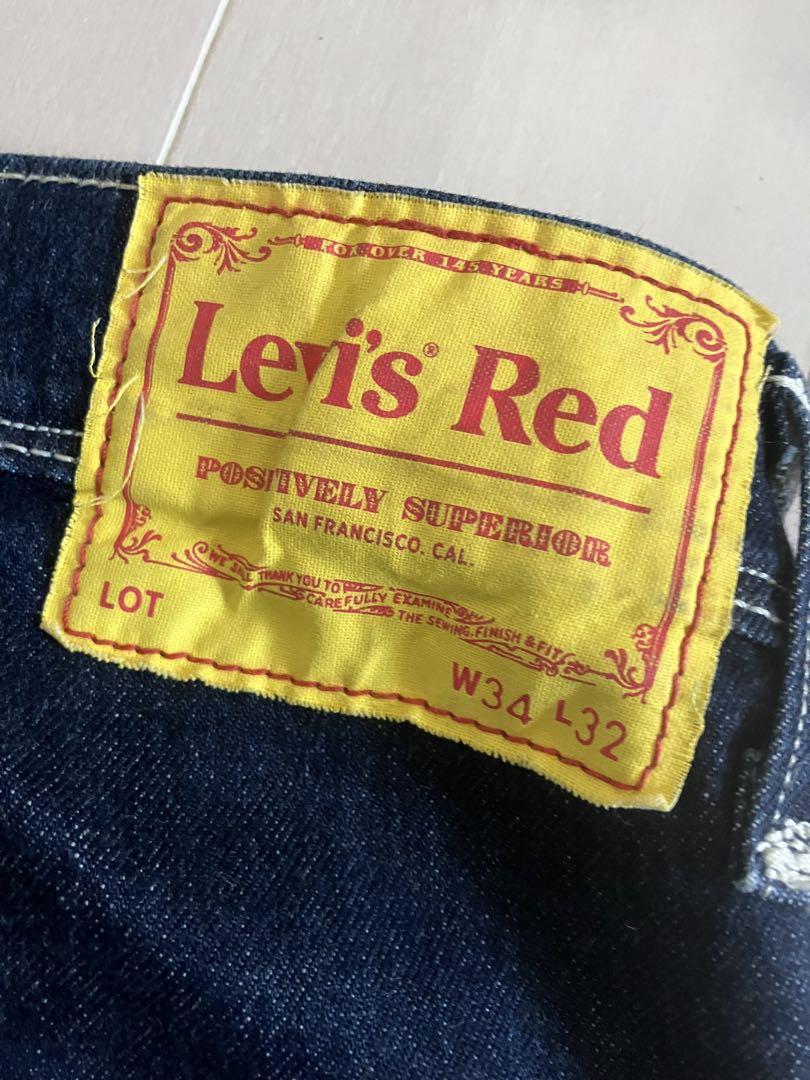 FOR OVER 145 YEARS
Levi's® Red
POSITIVELY SUPERIOR
SAN FRANCISCO. CAL.
WE SHALL THANK YOU TO
CAREFULLY EXAMINE
THE SEWING, FINISH & FIT
LOT
W34 L32